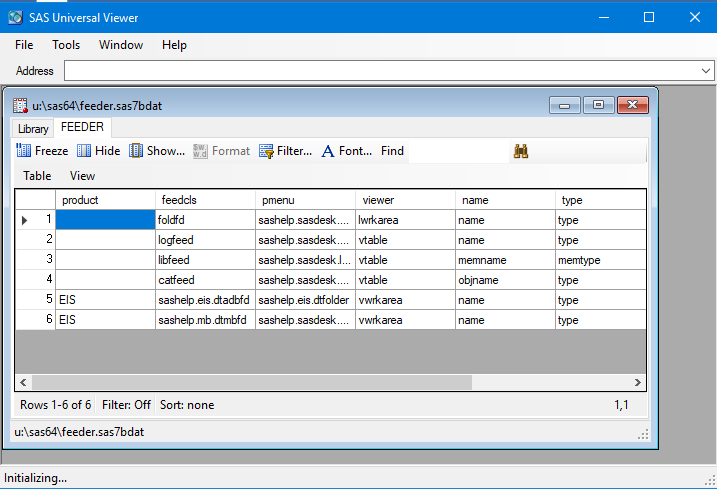 SAS Universal Viewer
File Tools Window Help
Address
u:\sas64\feeder.sas7bdat
Library FEEDER
Freeze Hide Show... Sw. w.d Format Filter... A Font... Find
Table View
product feedcls pmenu viewer name type
1 foldfd sashelp.sasdesk.... lwrkarea name type
2 logfeed sashelp.sasdesk.... vtable name type
3 libfeed sashelp.sasdesk.l... vtable memname memtype
4 catfeed sashelp.sasdesk.... vtable objname type
5 EIS sashelp.eis.dtadbfd sashelp.eis.dtfolder vwrkarea name type
6 EIS sashelp.mb.dtmbfd sashelp.sasdesk.... vwrkarea name type
Rows 1-6 of 6 Filter: Off Sort: none 1,1
u:\sas64\feeder.sas7bdat
Initializing...